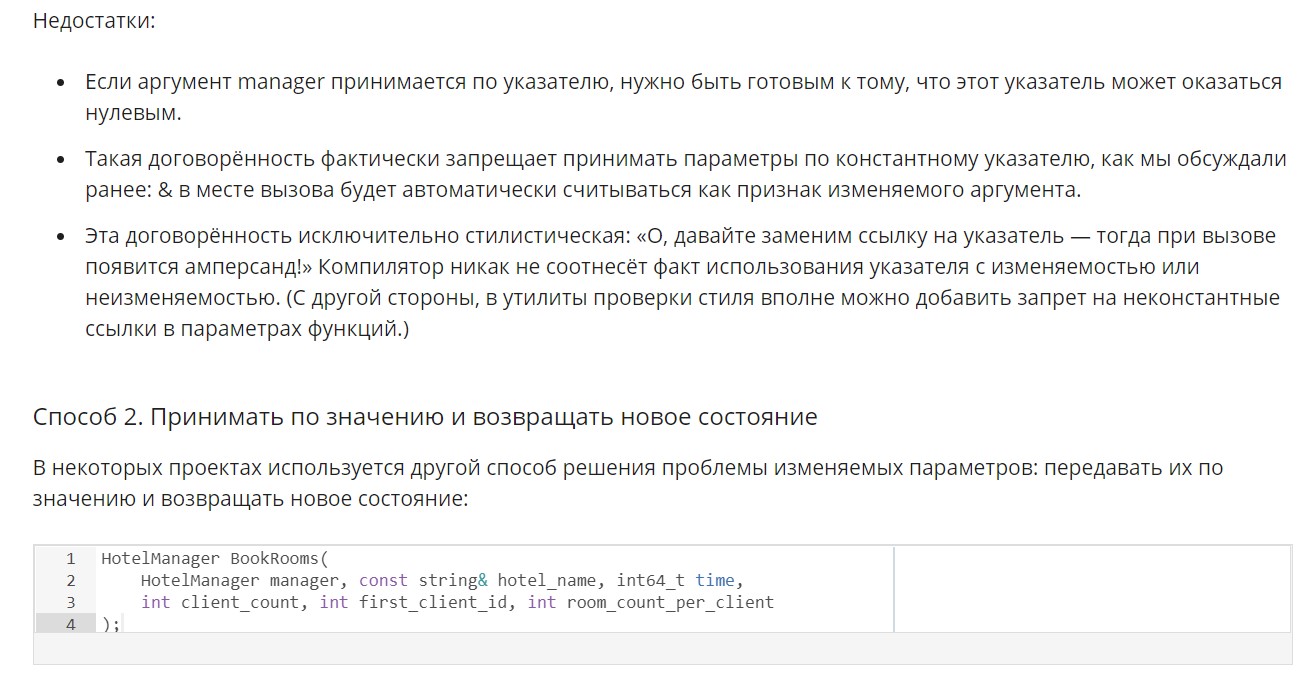 Недостатки:
• Если аргумент manager принимается по указателю, нужно быть готовым к тому, что этот указатель может оказаться
нулевым.
• Такая договорённость фактически запрещает принимать параметры по константному указателю, как мы обсуждали
ранее: & в месте вызова будет автоматически считываться как признак изменяемого аргумента.
• Эта договорённость исключительно стилистическая: «О, давайте заменим ссылку на указатель — тогда при вызове
появится амперсанд!» Компилятор никак не соотнесёт факт использования указателя с изменяемостью или
неизменяемостью. (С другой стороны, в утилиты проверки стиля вполне можно добавить запрет на неконстантные
ссылки в параметрах функций.)
Способ 2. Принимать по значению и возвращать новое состояние
В некоторых проектах используется другой способ решения проблемы изменяемых параметров: передавать их по
значению и возвращать новое состояние:
1 HotelManager BookRooms(
2     HotelManager manager, const string& hotel_name, int64_t time,
3     int client_count, int first_client_id, int room_count_per_client
4 );